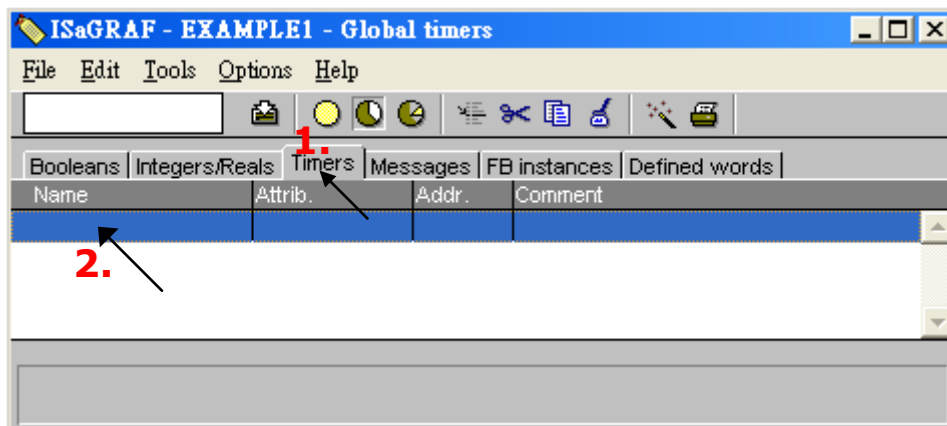 ISaGRAF - EXAMPLE1 - Global timers
File Edit Tools Options Help
1.
Booleans Integers/Reals Timers Messages FB instances Defined words
Name Attrib. Addr. Comment
2.